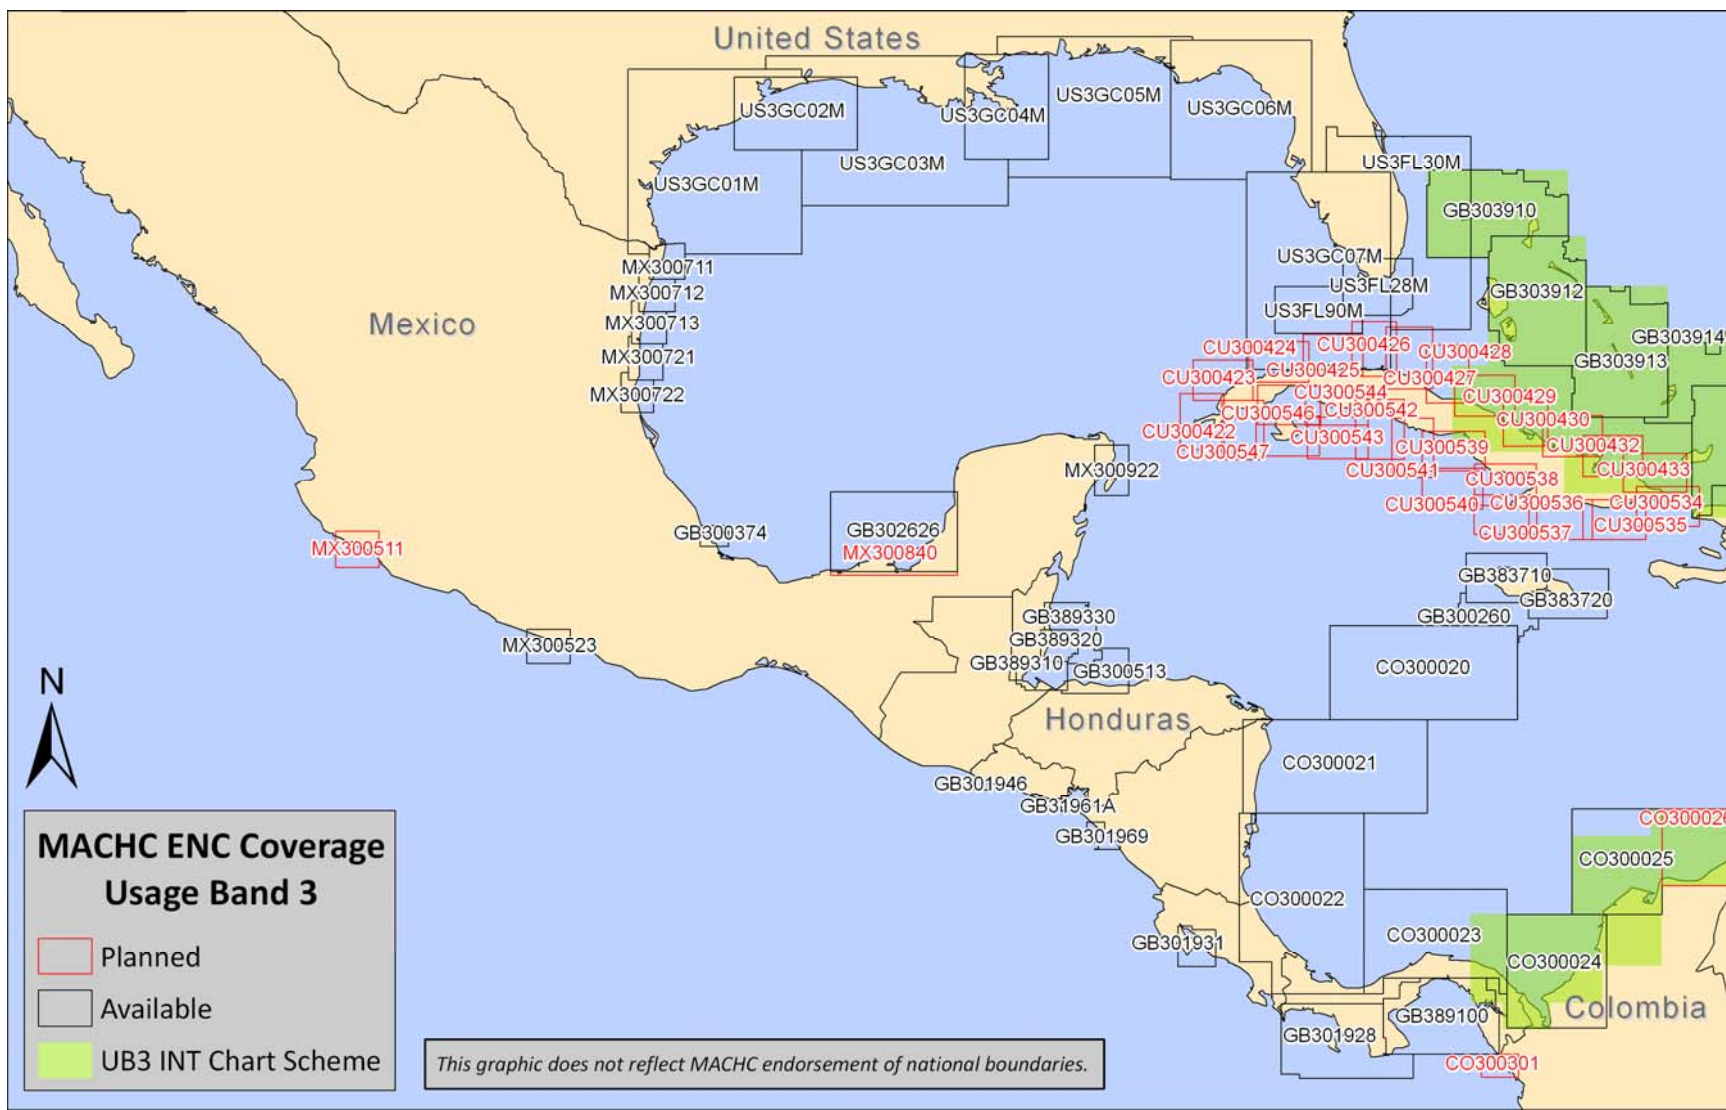 United States
US3GC02M
US3GC04M
US3GC05M
US3GC06M
US3GC03M
US3FL30M
US3GC01M
GB303910
MX300711
US3GC07M
MX300712
US3FL28M
GB303912
US3FL90M
Mexico
MX300713
GB303914
CU300424
CU300426
CU300428
MX300721
CU300425
GB303913
CU300423
CU300427
MX300722
CU300544
CU300429
CU300546
CU300542
CU300430
CU300422
CU300543
CU300432
CU300547
CU300539
MX300922
CU300541
CU300433
CU300538
CU300540
CU300536
CU300534
GB300374
GB302626
CU300537
CU300535
MX300511
MX300840
GB383710
GB383720
GB389330
GB300260
MX300523
GB389320
GB389310
GB300513
CO300020
N
Honduras
CO300021
GB301946
GB31961A
GB301969
CO300026
CO300025
CO300022
GB301931
CO300023
CO300024
Colombia
GB389100
GB301928
CO300301
MACHC ENC Coverage
Usage Band 3
Planned
Available
UB3 INT Chart Scheme
This graphic does not reflect MACHC endorsement of national boundaries.